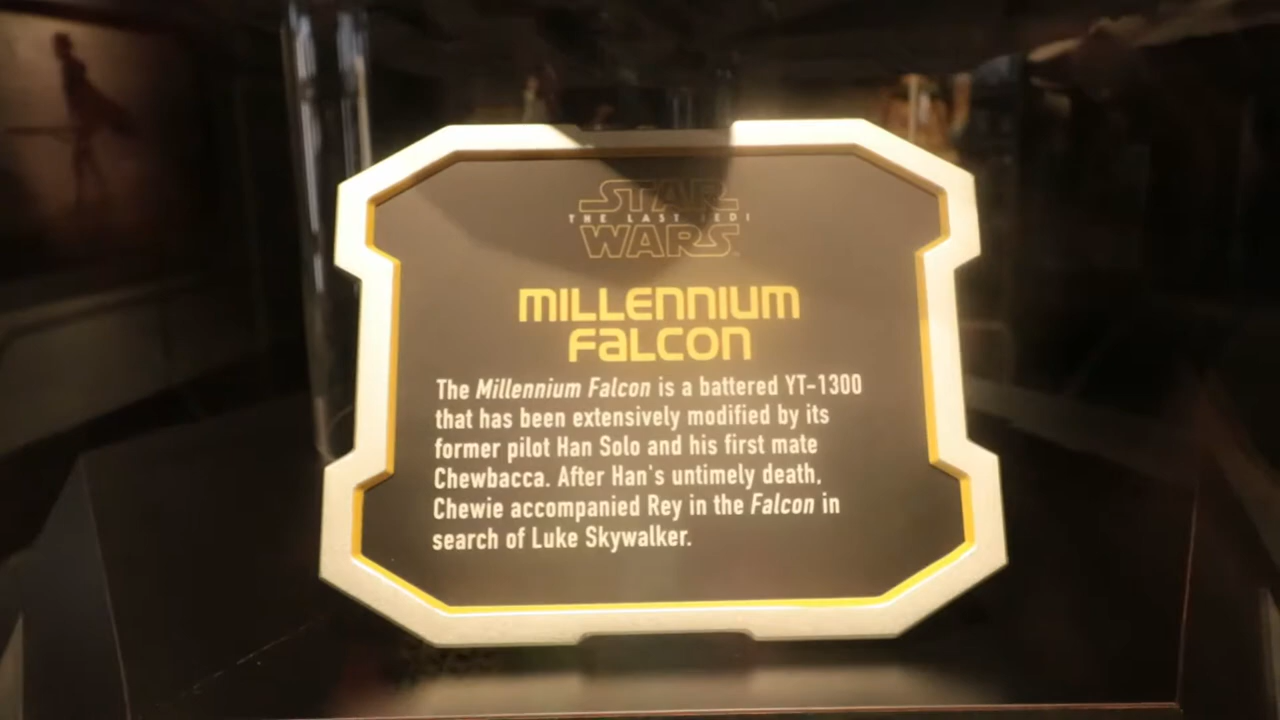 STAR
THE LAST JEDI
WARS
MILLENNIUM
FALCON
The Millennium Falcon is a battered YT-1300
that has been extensively modified by its
former pilot Han Solo and his first mate
Chewbacca. After Han's untimely death,
Chewie accompanied Rey in the Falcon in
search of Luke Skywalker.